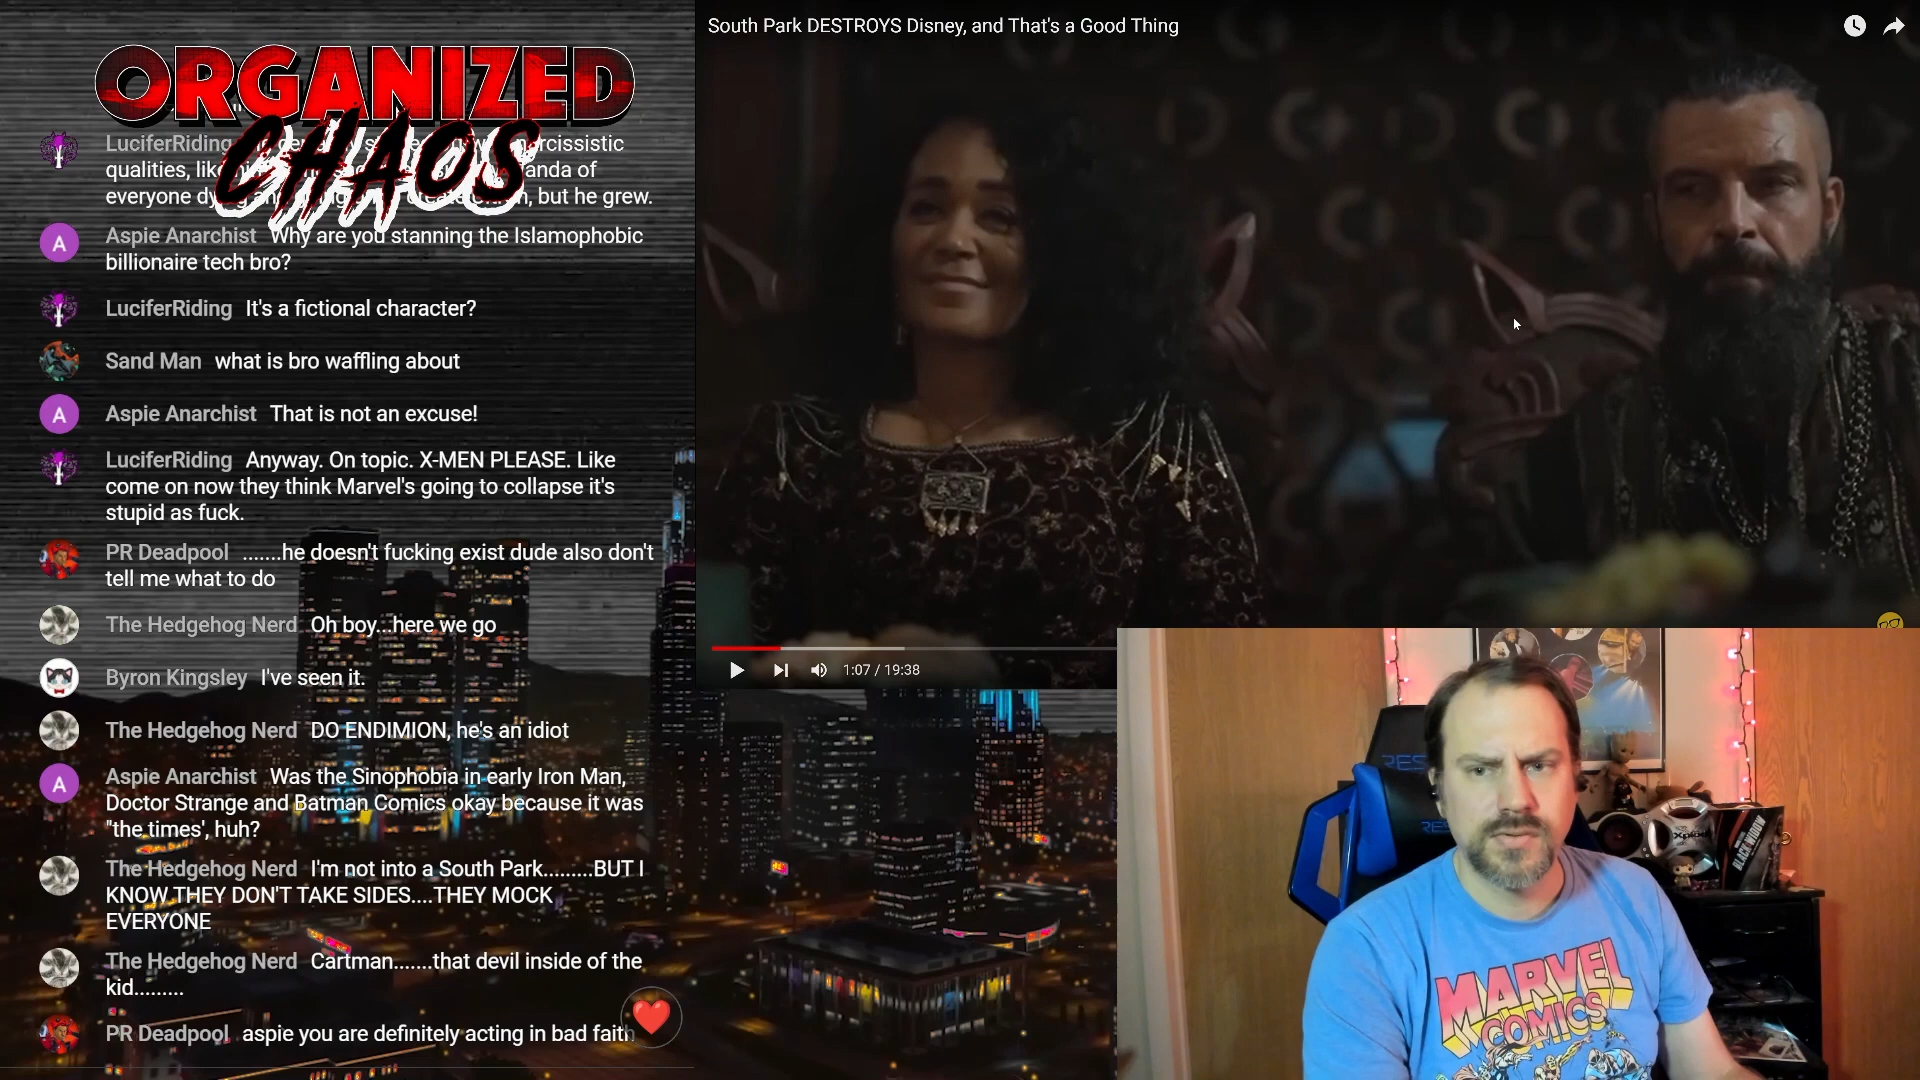 ORGANIZED
CHAOS
LuciferRiding narcissistic
qualities, like
everyone but he grew.
Aspie Anarchist Why are you stanning the Islamophobic
billionaire tech bro?
LuciferRiding It's a fictional character?
Sand Man what is bro waffling about
A Aspie Anarchist That is not an excuse!
LuciferRiding Anyway. On topic. X-MEN PLEASE. Like
come on now they think Marvel's going to collapse it's
stupid as fuck.
PR Deadpool .......he doesn't fucking exist dude also don't
tell me what to do
The Hedgehog Nerd Oh boy...here we go
Byron Kingsley I've seen it.
The Hedgehog Nerd DO ENDIMION, he's an idiot
Aspie Anarchist Was the Sinophobia in early Iron Man,
A Doctor Strange and Batman Comics okay because it was
"the times', huh?
The Hedgehog Nerd I'm not into a South Park.........BUT I
KNOW THEY DON'T TAKE SIDES....THEY MOCK
EVERYONE
The Hedgehog Nerd Cartman.......that devil inside of the
kid.........
PR Deadpool aspie you are definitely acting in bad faith
South Park DESTROYS Disney, and That's a Good Thing
1:07 / 19:38
RES
Xplod
BLACK WIDOW
MARVEL
COMICS